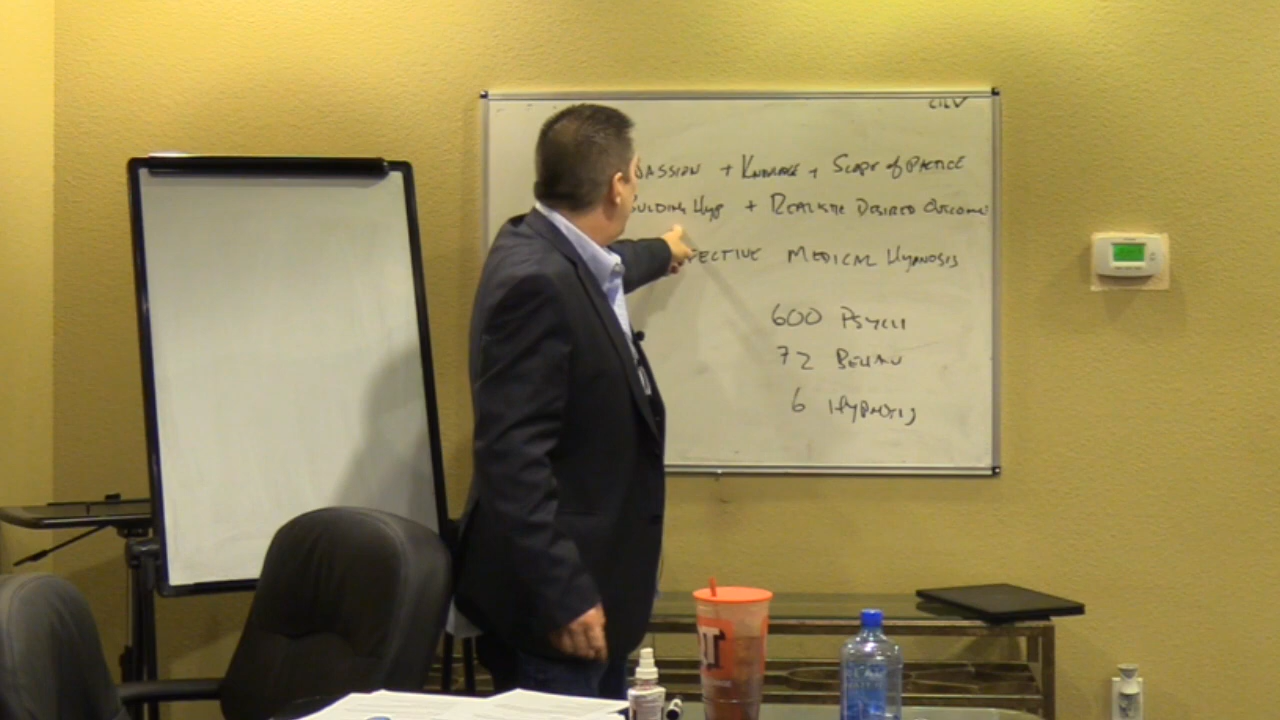 CILV
PASSION + KNOWLEDGE + SCOPE of PRACTICE
BUILDING HYP + REALISTIC DESIRED OUTCOME
FECTIVE MEDICAL HYPNOSIS
600 PSYCH
72 BEHAV
6 HYPNOSIS